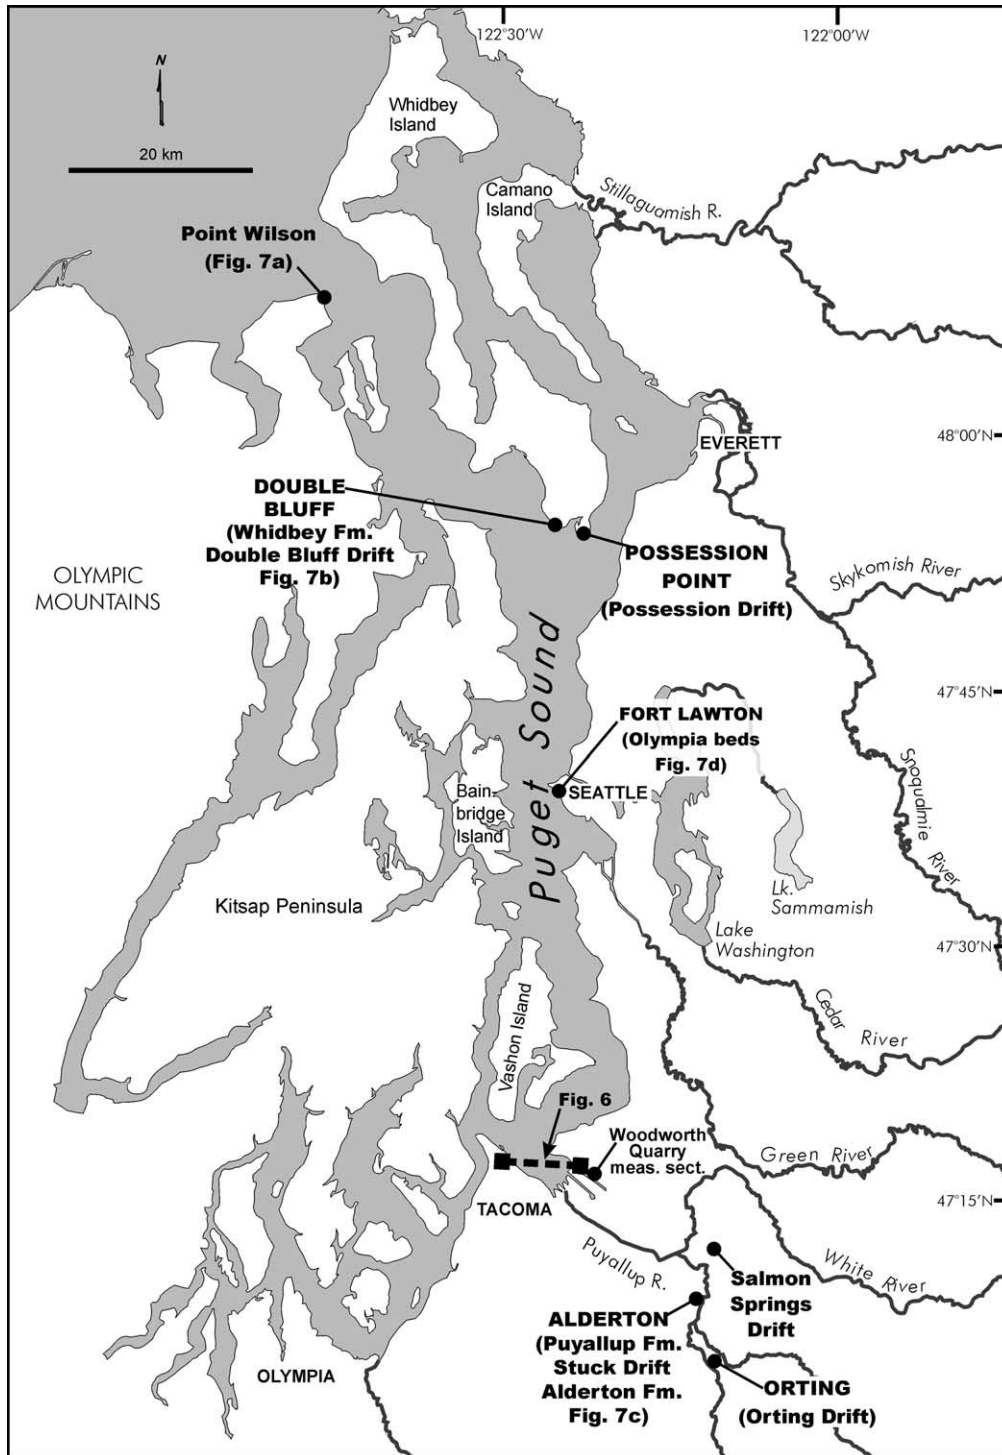 122°30'W
122°00'W
N
20 km
Whidbey
Island
Camano
Island
Stillaguamish R.
Point Wilson
(Fig. 7a)
48°00'N
EVERETT
DOUBLE
BLUFF
(Whidbey Fm.
Double Bluff Drift
Fig. 7b)
POSSESSION
POINT
(Possession Drift)
OLYMPIC
MOUNTAINS
Skykomish River
Puget Sound
47°45'N
FORT LAWTON
(Olympia beds
Fig. 7d)
SEATTLE
Bain-
bridge
Island
Snoqualmie River
Kitsap Peninsula
Lk.
Sammamish
Lake
Washington
47°30'N
Cedar River
Vashon Island
Fig. 6
Woodworth
Quarry
meas. sect.
Green River
47°15'N
TACOMA
Puyallup R.
White River
Salmon
Springs
Drift
ALDERTON
(Puyallup Fm.
Stuck Drift
Alderton Fm.
Fig. 7c)
OLYMPIA
ORTING
(Orting Drift)